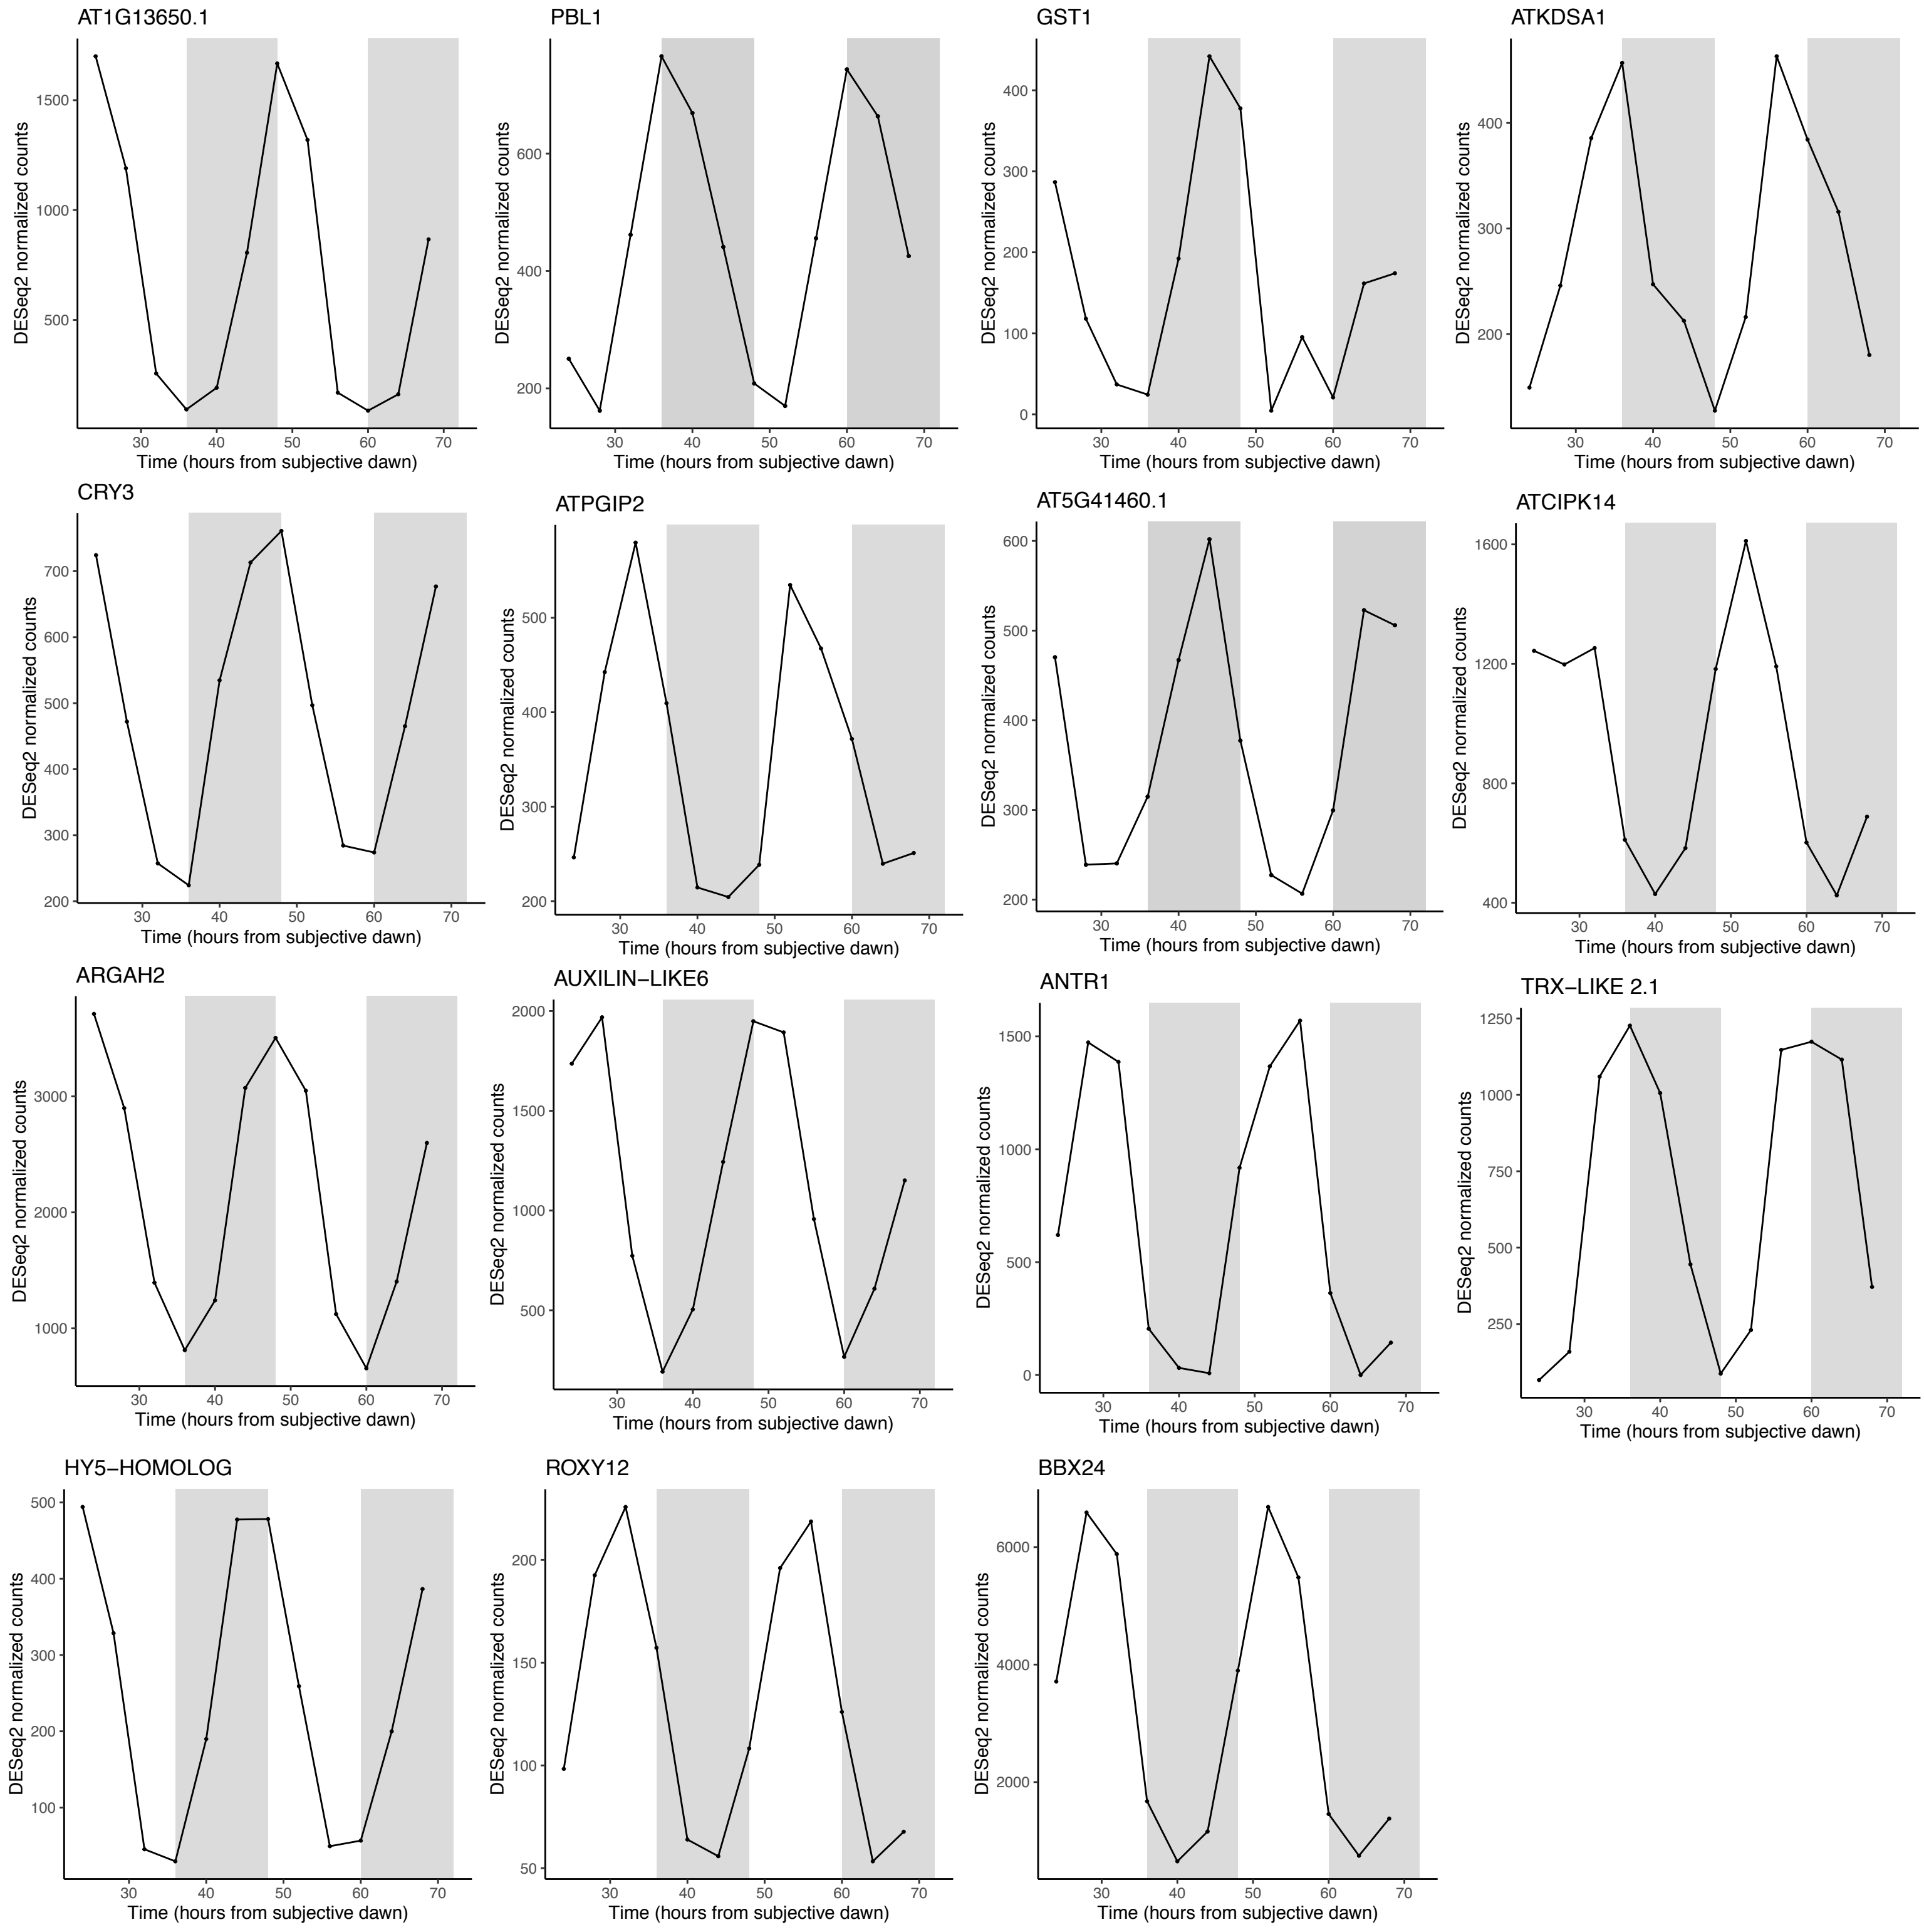 AT1G13650.1
DESeq2 normalized counts
1500
1000
500
30 40 50 60 70
Time (hours from subjective dawn)
PBL1
DESeq2 normalized counts
600
400
200
30 40 50 60 70
Time (hours from subjective dawn)
GST1
DESeq2 normalized counts
400
300
200
100
0
30 40 50 60 70
Time (hours from subjective dawn)
ATKDSA1
DESeq2 normalized counts
400
300
200
30 40 50 60 70
Time (hours from subjective dawn)
CRY3
DESeq2 normalized counts
700
600
500
400
300
200
30 40 50 60 70
Time (hours from subjective dawn)
ATPGIP2
DESeq2 normalized counts
500
400
300
200
30 40 50 60 70
Time (hours from subjective dawn)
AT5G41460.1
DESeq2 normalized counts
600
500
400
300
200
30 40 50 60 70
Time (hours from subjective dawn)
ATCIPK14
DESeq2 normalized counts
1600
1200
800
400
30 40 50 60 70
Time (hours from subjective dawn)
ARGAH2
DESeq2 normalized counts
3000
2000
1000
30 40 50 60 70
Time (hours from subjective dawn)
AUXILIN−LIKE6
DESeq2 normalized counts
2000
1500
1000
500
30 40 50 60 70
Time (hours from subjective dawn)
ANTR1
DESeq2 normalized counts
1500
1000
500
0
30 40 50 60 70
Time (hours from subjective dawn)
TRX−LIKE 2.1
DESeq2 normalized counts
1250
1000
750
500
250
30 40 50 60 70
Time (hours from subjective dawn)
HY5−HOMOLOG
DESeq2 normalized counts
500
400
300
200
100
30 40 50 60 70
Time (hours from subjective dawn)
ROXY12
DESeq2 normalized counts
200
150
100
50
30 40 50 60 70
Time (hours from subjective dawn)
BBX24
DESeq2 normalized counts
6000
4000
2000
30 40 50 60 70
Time (hours from subjective dawn)